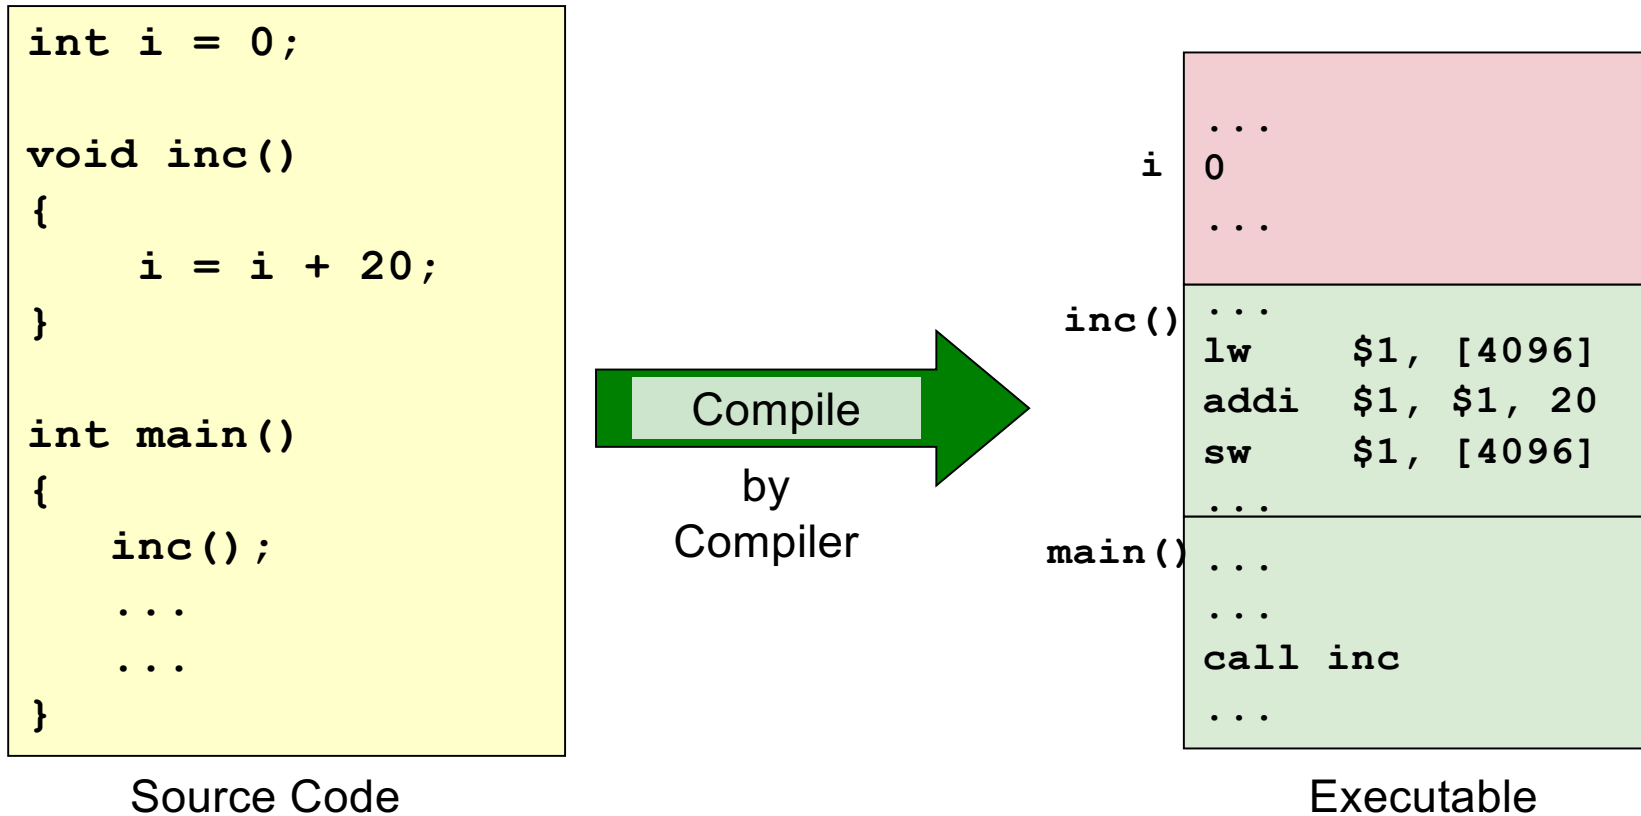 int i = 0;
void inc()
{
i = i + 20;
}
int main()
{
inc();
...
...
}
Source Code
Compile
by
Compiler
...
i 0
...
inc() ...
lw $1, [4096]
addi $1, $1, 20
sw $1, [4096]
...
main() ...
...
call inc
...
Executable